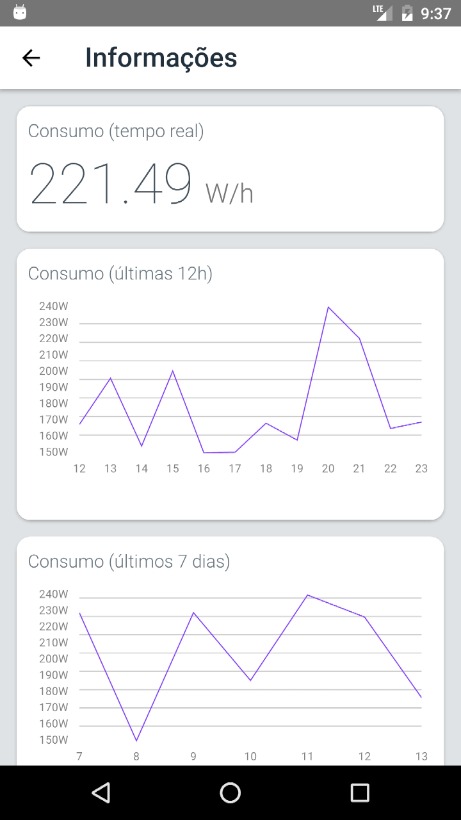 LTE 9:37
Informações
Consumo (tempo real)
221.49 W/h
Consumo (últimas 12h)
240W
230W
220W
210W
200W
190W
180W
170W
160W
150W
12 13 14 15 16 17 18 19 20 21 22 23
Consumo (últimos 7 dias)
240W
230W
220W
210W
200W
190W
180W
170W
160W
150W
7 8 9 10 11 12 13